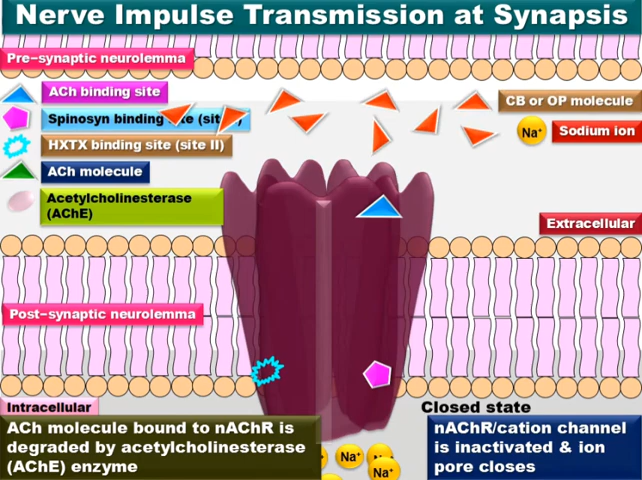 Nerve Impulse Transmission at Synapsis
Pre-synaptic neurolemma
ACh binding site
Spinosyn binding site (site
HXTX binding site (site II)
ACh molecule
Acetylcholinesterase
(AChE)
CB or OP molecule
Na⁺
Sodium ion
Extracellular
Post-synaptic neurolemma
Intracellular
Closed state
ACh molecule bound to nAChR is
degraded by acetylcholinesterase
(AChE) enzyme
nAChR/cation channel
is inactivated & ion
pore closes
Na⁺
Na⁺